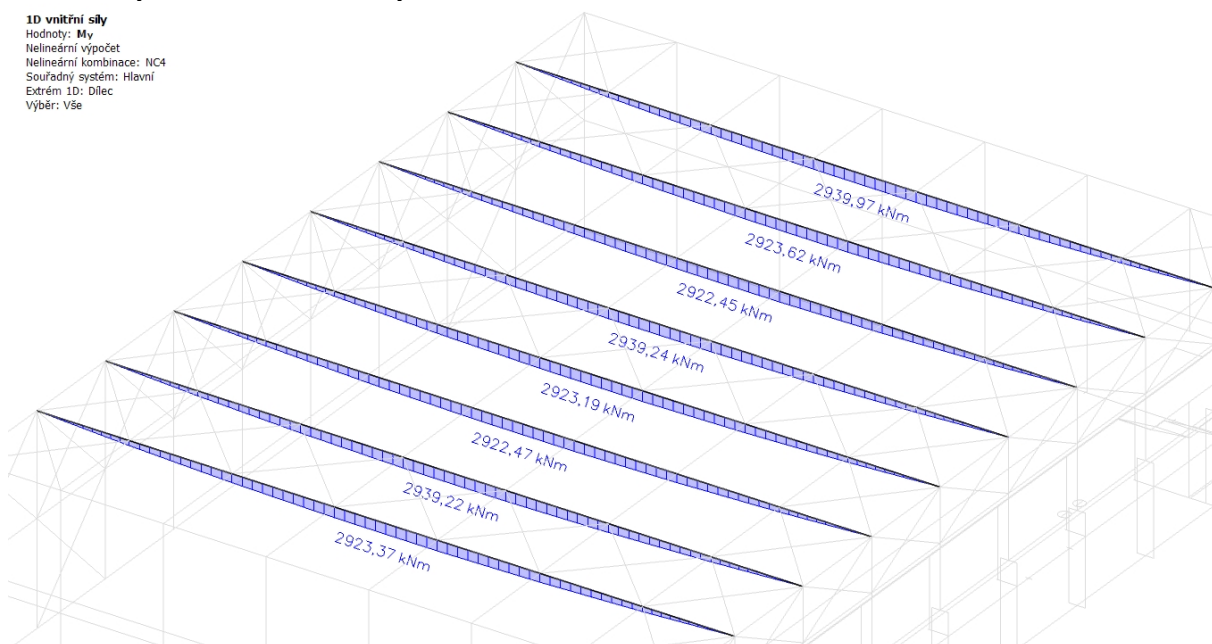 1D vnitřní síly
Hodnoty: My
Nelineární výpočet
Nelineární kombinace: NC4
Souřadný systém: Hlavní
Extrém 1D: Dílec
Výběr: Vše
2939,97 kNm
2923,62 kNm
2922,45 kNm
2939,24 kNm
2923,19 kNm
2922,47 kNm
2939,22 kNm
2923,37 kNm